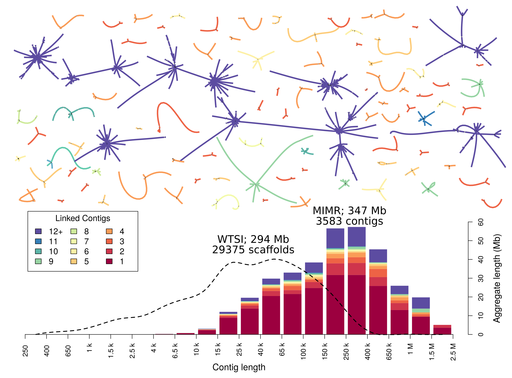 MIMR; 347 Mb
3583 contigs
WTSI; 294 Mb
29375 scaffolds
Linked Contigs
12+ 8 4
11 7 3
10 6 2
9 5 1
60
50
40
30
20
10
0
Aggregate length (Mb)
250 400 650 1 k 1.5 k 2.5 k 4 k 6.5 k 10 k 15 k 25 k 40 k 65 k 100 k 150 k 250 k 400 k 650 k 1 M 1.5 M 2.5 M
Contig length